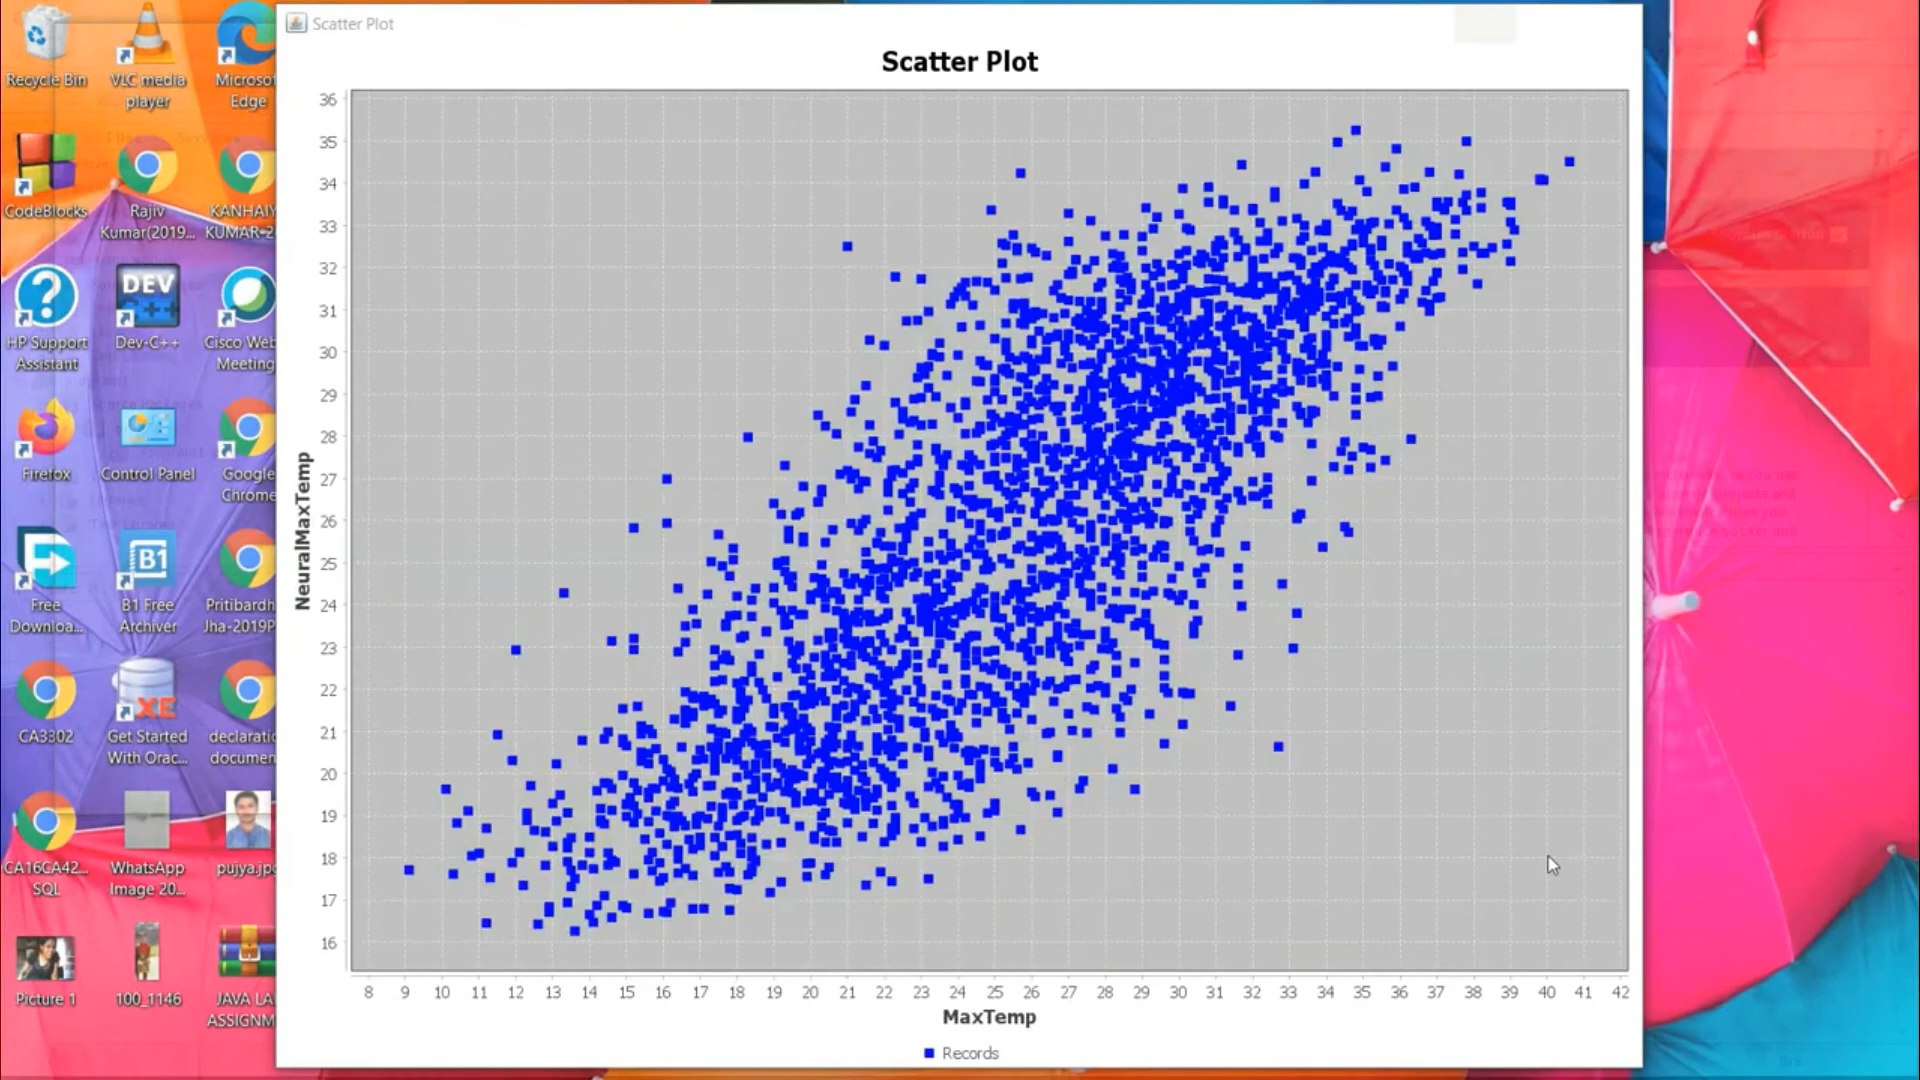 Recycle Bin
VLC media
player
Microsof
Edge
CodeBlocks
Rajiv
Kumar(2019...
KANHAIY
KUMAR-2
HP Support
Assistant
DEV
C++
Dev-C++
Cisco Web
Meeting
Firefox
Control Panel
Google
Chrome
Free
Downloa...
B1
B1 Free
Archiver
Pritibardh
Jha-2019P
CA3302
XE
Get Started
With Orac...
declaratio
documen
CA16CA42...
SQL
WhatsApp
Image 20...
pujya.jpg
Picture 1
100_1146
JAVA LA
ASSIGNM
Scatter Plot
Scatter Plot
36
35
34
33
32
31
30
29
28
27
26
25
24
23
22
21
20
19
18
17
16
NeuralMaxTemp
8 9 10 11 12 13 14 15 16 17 18 19 20 21 22 23 24 25 26 27 28 29 30 31 32 33 34 35 36 37 38 39 40 41 42
MaxTemp
Records